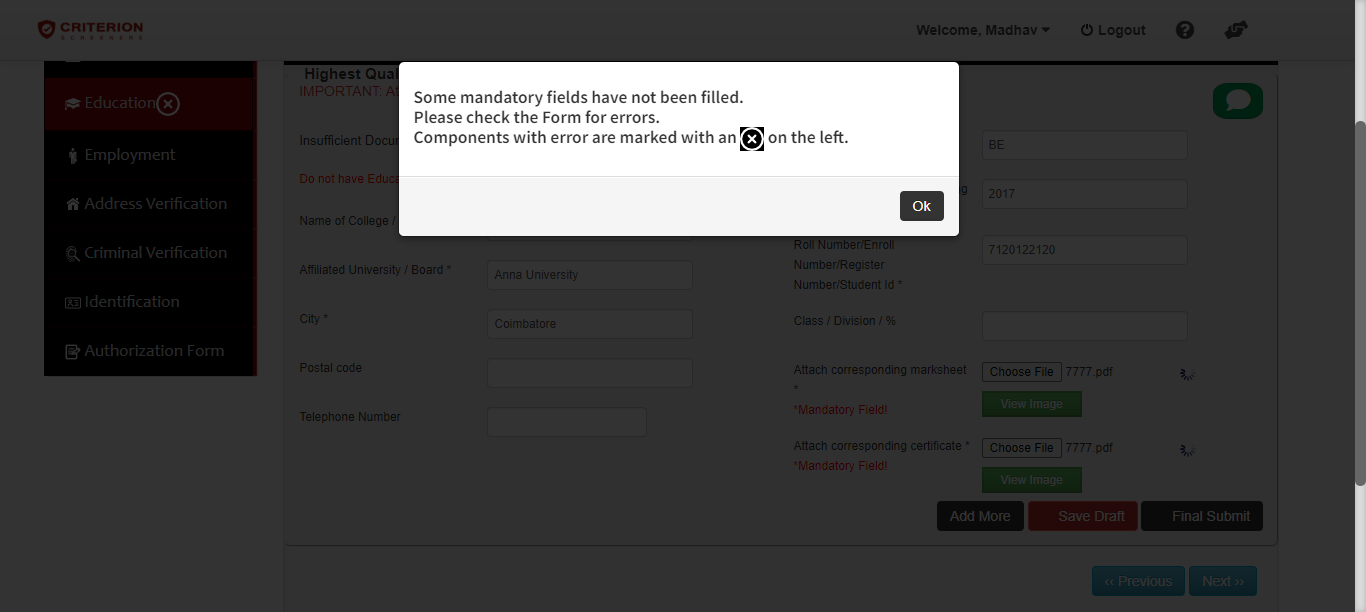 CRITERION
SCREENERS
Welcome, Madhav
Logout
Education
Employment
Address Verification
Criminal Verification
Identification
Authorization Form
Highest Qual
IMPORTANT: At
Some mandatory fields have not been filled.
Please check the Form for errors.
Components with error are marked with an on the left.
Ok
Insufficient Docu
Do not have Educa
Name of College /
Affiliated University / Board *
Anna University
City *
Coimbatore
Postal code
Telephone Number
BE
2017
Roll Number/Enroll
Number/Register
Number/Student Id *
7120122120
Class / Division / %
Attach corresponding marksheet
*
*Mandatory Field!
Choose File 7777.pdf
View Image
Attach corresponding certificate *
*Mandatory Field!
Choose File 7777.pdf
View Image
Add More
Save Draft
Final Submit
‹‹ Previous
Next ››